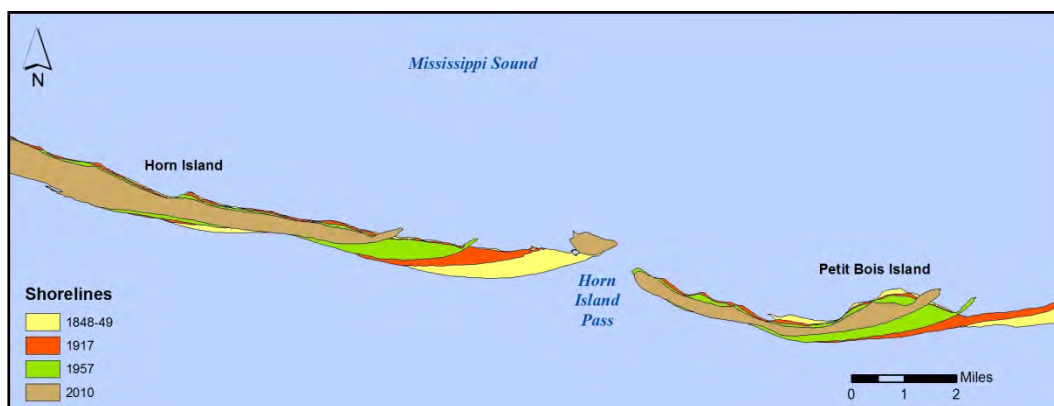 N
Mississippi Sound
Horn Island
Petit Bois Island
Horn
Island
Pass
Shorelines
1848-49
1917
1957
2010
Miles
0 1 2